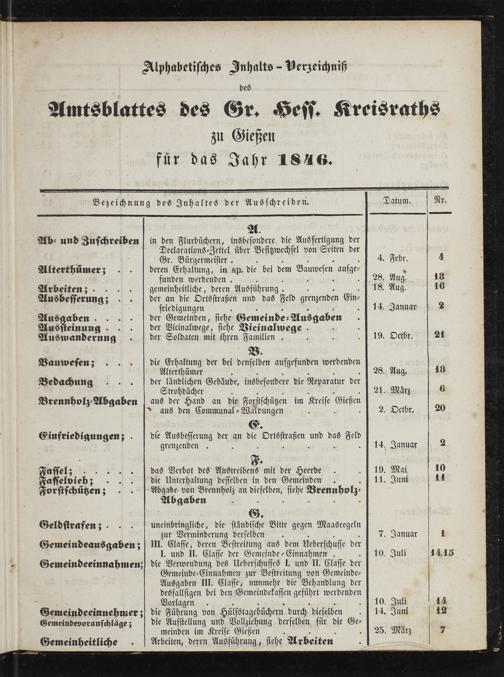 Alphabetisches Inhalts-Verzeichniß
des
Amtsblattes des Gr. Hess. Kreisraths
zu Gießen
für das Jahr 1846.
Bezeichnung des Inhaltes der Ausschreiben. Datum. Nr.
A.
Ab- und Zuschreiben in den Flurbüchern, insbesondere die Ausfertigung der
Declarations-Zettel über Besitzwechsel von Seiten der
Gr. Bürgermeister . . . 4. Febr. 4
Alterthümer; . . deren Erhaltung, in sp. die bei dem Bauwesen aufge-
funden werdenden . . . 28. Aug. 18
Arbeiten; . . . gemeinheitliche, deren Ausführung . . . 18. Aug. 16
Ausbesserung; . . der an die Ortsstraßen und das Feld grenzenden Ein-
friedigungen . . . 14. Januar 2
Ausgaben . . . der Gemeinden, siehe Gemeinde-Ausgaben .
Aussteinung . . der Vicinalwege, siehe Vicinalwege . .
Auswanderung . der Soldaten mit ihren Familien . . . 19. Octbr. 21
B.
Bauwesen; . . . die Erhaltung der bei denselben aufgefunden werdenden
Alterthümer . . . 28. Aug. 18
Bedachung . . . der ländlichen Gebäude, insbesondere die Reparatur der
Strohdächer . . . 21. März 6
Brennholz-Abgaben aus der Hand an die Forstschützen im Kreise Gießen
aus den Communal-Waldungen . . . 2. Octbr. 20
E.
Einfriedigungen; . die Ausbesserung der an die Ortsstraßen und das Feld
grenzenden . . . 14. Januar 2
F.
Fassel; . . . . das Verbot des Austreibens mit der Heerde . . 19. Mai 10
Fasselvieh; . . . die Unterhaltung desselben in den Gemeinden . 11. Juni 11
Forstschützen; . . Abgabe von Brennholz an dieselben, siehe Brennholz-
Abgaben . . .
G.
Geldstrafen; . . . uneinbringliche, die ständische Bitte gegen Maasregeln
zur Verminderung derselben . . . 7. Januar 1
Gemeindeausgaben; III. Classe, deren Bestreitung aus dem Ueberschusse der
I. und II. Classe der Gemeinde-Einnahmen . . 10. Juli 14.15
Gemeindeeinnahmen; die Verwendung des Ueberschusses I. und II. Classe der
Gemeinde-Einnahmen zur Bestreitung von Gemeinde-
Ausgaben III. Classe, nunmehr die Behandlung der
desfallsigen bei den Gemeindekassen geführt werdenden
Vorlagen . . . 10. Juli 14
Gemeindeeinnehmer; die Führung von Hülfstagebüchern durch dieselben . 14. Juni 12
Gemeindevoranschläge; die Aufstellung und Vollziehung derselben für die Ge-
meinden im Kreise Gießen . . . 25. März 7
Gemeinheitliche . Arbeiten, deren Ausführung, siehe Arbeiten .